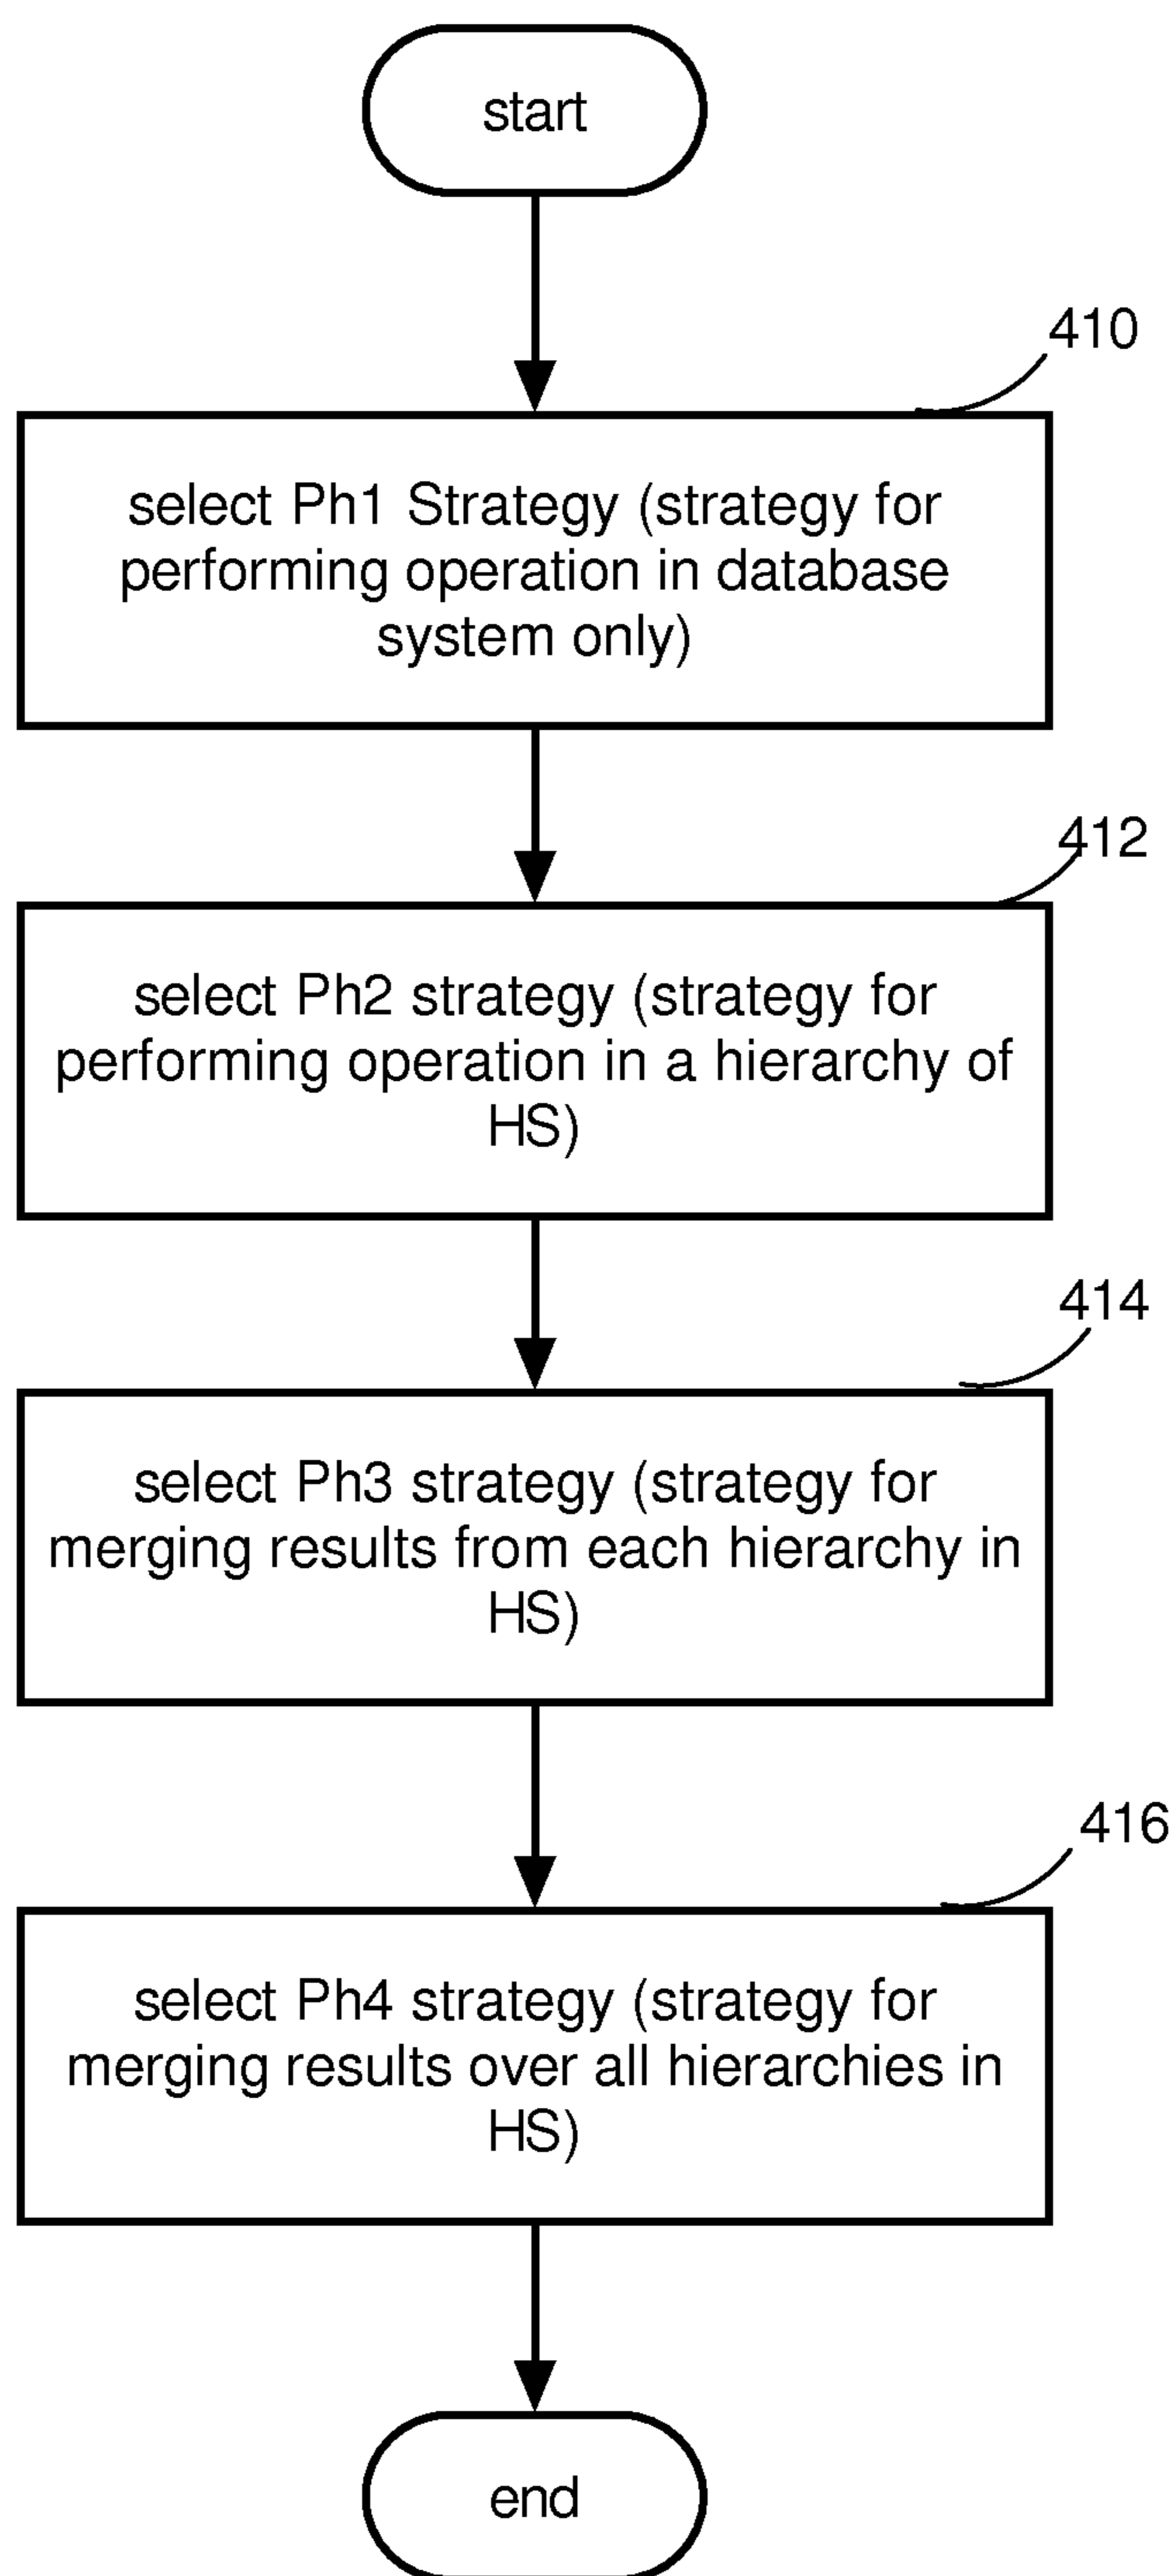 start
410
select Ph1 Strategy (strategy for
performing operation in database
system only)
412
select Ph2 strategy (strategy for
performing operation in a hierarchy of
HS)
414
select Ph3 strategy (strategy for
merging results from each hierarchy in
HS)
416
select Ph4 strategy (strategy for
merging results over all hierarchies in
HS)
end